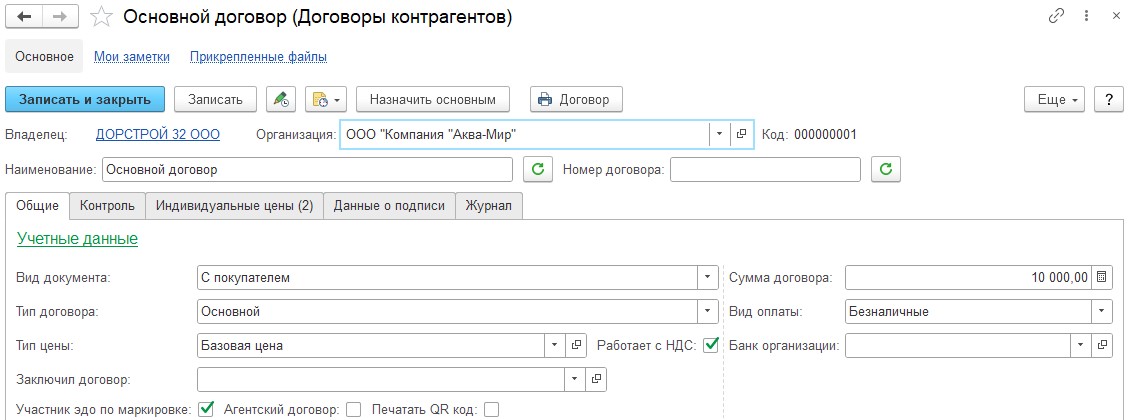 Основной договор (Договоры контрагентов)
Основное Мои заметки Прикрепленные файлы
Записать и закрыть Записать Назначить основным Договор Еще ?
Владелец: ДОРСТРОЙ 32 ООО Организация: ООО "Компания "Аква-Мир" Код: 000000001
Наименование: Основной договор Номер договора:
Общие Контроль Индивидуальные цены (2) Данные о подписи Журнал
Учетные данные
Вид документа: С покупателем Сумма договора: 10 000,00
Тип договора: Основной Вид оплаты: Безналичные
Тип цены: Базовая цена Работает с НДС: Банк организации:
Заключил договор:
Участник эдо по маркировке: Агентский договор: Печатать QR код: